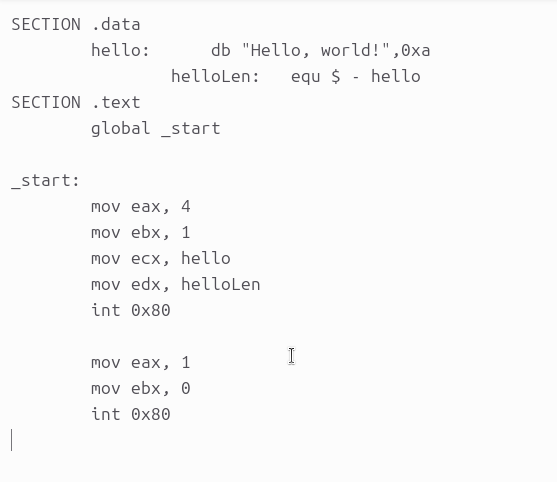 SECTION .data
hello: db "Hello, world!",0xa
helloLen: equ $ - hello
SECTION .text
global _start
_start:
mov eax, 4
mov ebx, 1
mov ecx, hello
mov edx, helloLen
int 0x80
mov eax, 1
mov ebx, 0
int 0x80